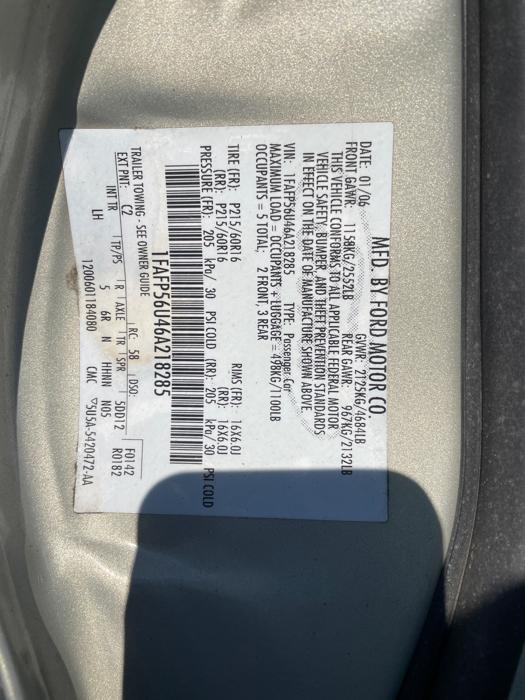 MFD. BY FORD MOTOR CO.
DATE: 01/06 GVWR: 2125KG/4684LB
FRONT GAWR: 1158KG/2552LB REAR GAWR: 967KG/2132LB
THIS VEHICLE CONFORMS TO ALL APPLICABLE FEDERAL MOTOR
VEHICLE SAFETY, BUMPER, AND THEFT PREVENTION STANDARDS
IN EFFECT ON THE DATE OF MANUFACTURE SHOWN ABOVE.
VIN: 1FAFP56U46A218285 TYPE: Passenger Car
MAXIMUM LOAD = OCCUPANTS + LUGGAGE = 498KG/1100LB
OCCUPANTS = 5 TOTAL: 2 FRONT, 3 REAR
TIRE (FR): P215/60R16 RIMS (FR): 16X6.0J
(RR): P215/60R16 (RR): 16X6.0J
PRESSURE (FR): 205 kPa/ 30 PSI COLD (RR): 205 kPa/ 30 PSI COLD
1FAFP56U46A218285
TRAILER TOWING - SEE OWNER GUIDE
EXT PNT: C2 RC: 58 DSO: F0142
R0182
INT TR TP/PS R AXLE TR SPR 5DD12
LH 5 6R N HHNN N05
1200601184080 CMC ▽5U5A-5420472-AA